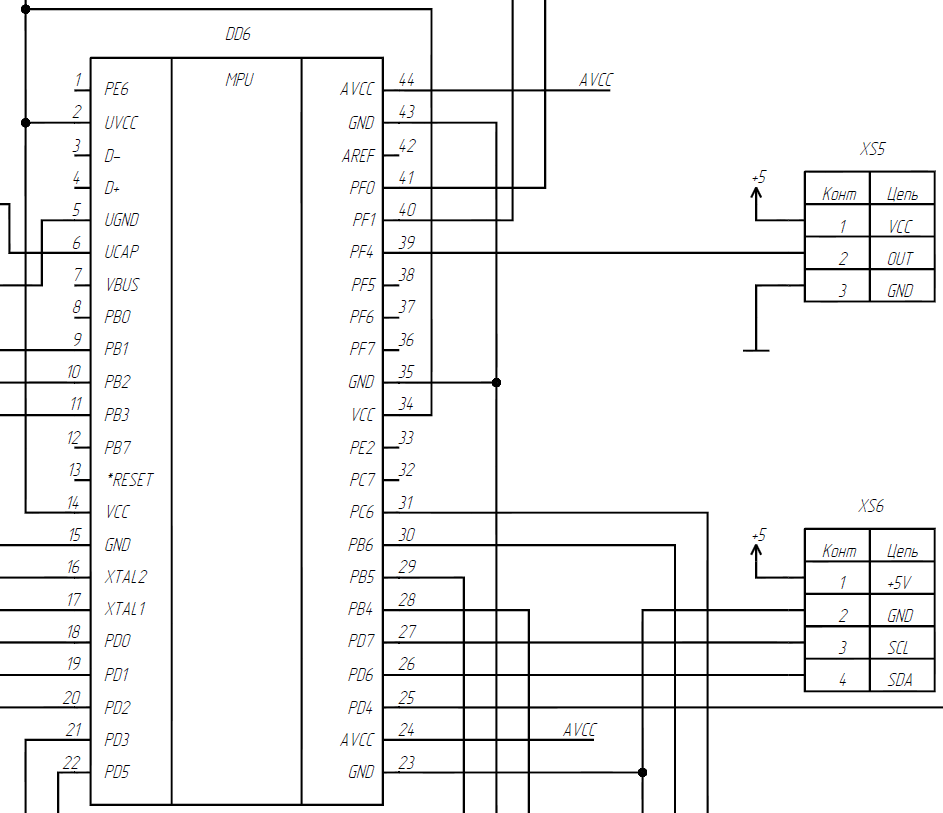 DD6
MPU
1 PE6
2 UVCC
3 D-
4 D+
5 UGND
6 UCAP
7 VBUS
8 PB0
9 PB1
10 PB2
11 PB3
12 PB7
13 *RESET
14 VCC
15 GND
16 XTAL2
17 XTAL1
18 PD0
19 PD1
20 PD2
21 PD3
22 PD5
AVCC 44 AVCC
GND 43
AREF 42
PF0 41
PF1 40
PF4 39
PF5 38
PF6 37
PF7 36
GND 35
VCC 34
PE2 33
PC7 32
PC6 31
PB6 30
PB5 29
PB4 28
PD7 27
PD6 26
PD4 25
AVCC 24 AVCC
GND 23
XS5
+5
Конт Цепь
1 VCC
2 OUT
3 GND
XS6
+5
Конт Цепь
1 +5V
2 GND
3 SCL
4 SDA